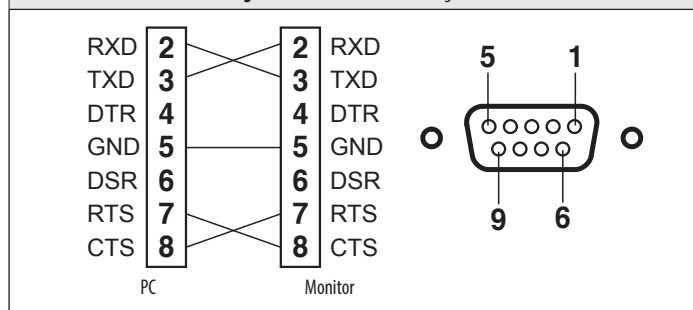 RXD 2 2 RXD
TXD 3 3 TXD
DTR 4 4 DTR
GND 5 5 GND
DSR 6 6 DSR
RTS 7 7 RTS
CTS 8 8 CTS
PC Monitor
5 1
9 6